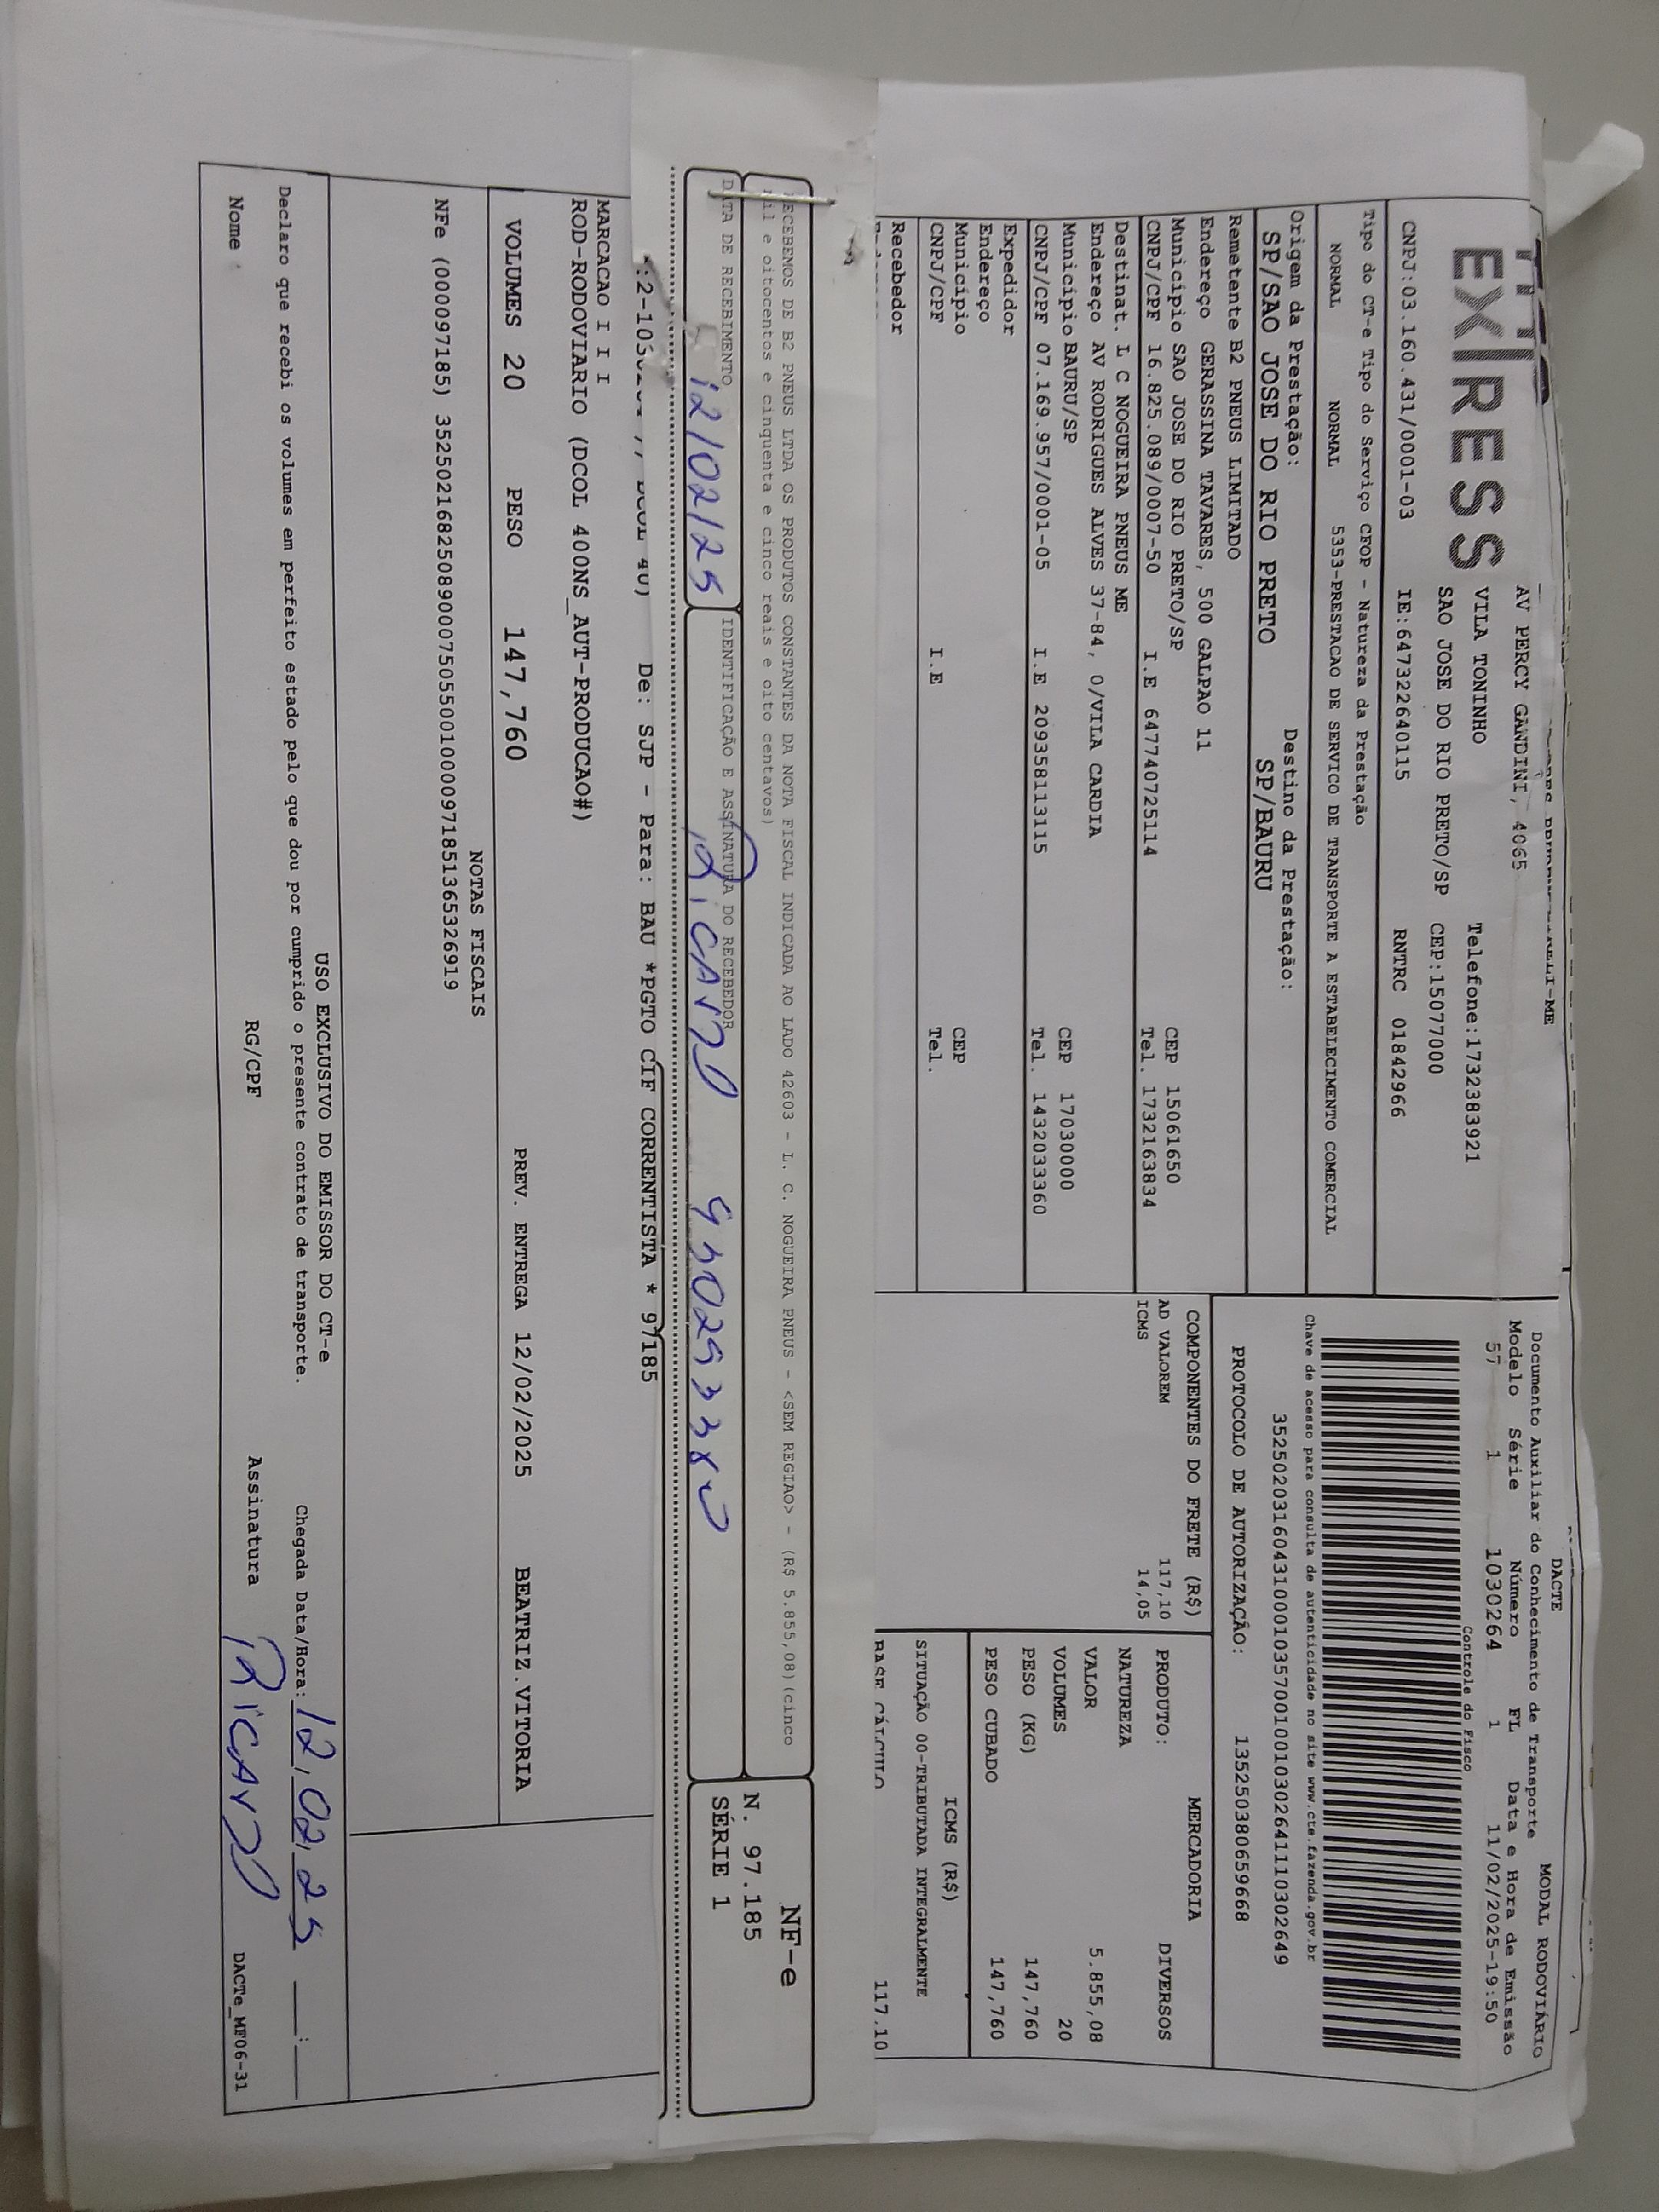 EXPRESS
AV PERCY GANDINI, 4065
VILA TONINHO Telefone:1732383921
SAO JOSE DO RIO PRETO/SP CEP:15077000
CNPJ:03.160.431/0001-03 IE:647322640115 RNTRC 01842966
Tipo do CT-e Tipo do Serviço CFOP - Natureza da Prestação
NORMAL NORMAL 5353-PRESTACAO DE SERVICO DE TRANSPORTE A ESTABELECIMENTO COMERCIAL
Origem da Prestação: Destino da Prestação:
SP/SAO JOSE DO RIO PRETO SP/BAURU
Remetente B2 PNEUS LIMITADO
Endereço GERASSINA TAVARES, 500 GALPAO 11
Município SAO JOSE DO RIO PRETO/SP CEP 15061650
CNPJ/CPF 16.825.089/0007-50 I.E 647740725114 Tel. 1732163834
Destinat. L C NOGUEIRA PNEUS ME
Endereço AV RODRIGUES ALVES 37-84, 0/VILA CARDIA
Município BAURU/SP CEP 17030000
CNPJ/CPF 07.169.957/0001-05 I.E 209358113115 Tel. 1432033360
Expedidor
Endereço
Município CEP
CNPJ/CPF I.E Tel.
Recebedor
DACTE MODAL RODOVIÁRIO
Documento Auxiliar do Conhecimento de Transporte
Modelo Série Número FL Data e Hora de Emissão
57 1 1030264 1 11/02/2025-19:50
Controle do Fisco
Chave de acesso para consulta de autenticidade no site www.cte.fazenda.gov.br
35250203160431000103570010010302641110302649
PROTOCOLO DE AUTORIZAÇÃO: 135250380659668
COMPONENTES DO FRETE (R$)
AD VALOREM 117,10
ICMS 14,05
MERCADORIA
PRODUTO: DIVERSOS
NATUREZA
VALOR 5.855,08
VOLUMES 20
PESO (KG) 147,760
PESO CUBADO 147,760
ICMS (R$)
SITUAÇÃO 00-TRIBUTADA INTEGRALMENTE
BASE CÁLCULO 117,10
RECEBEMOS DE B2 PNEUS LTDA OS PRODUTOS CONSTANTES DA NOTA FISCAL INDICADA AO LADO 42603 - L. C. NOGUEIRA PNEUS - <SEM REGIAO> - (R$ 5.855,08) (cinco
mil e oitocentos e cinquenta e cinco reais e oito centavos)
DATA DE RECEBIMENTO IDENTIFICAÇÃO E ASSINATURA DO RECEBEDOR
12/02/25 RICARDO
NF-e
N. 97.185
SÉRIE 1
De: SJP - Para: BAU *PGTO CIF CORRENTISTA * 97185
MARCACAO I I I
ROD-RODOVIARIO (DCOL 400NS_AUT-PRODUCAO#)
VOLUMES 20 PESO 147,760 PREV. ENTREGA 12/02/2025 BEATRIZ.VITORIA
NOTAS FISCAIS
NFe (000097185) 35250216825089000750550010000971851365326919
USO EXCLUSIVO DO EMISSOR DO CT-e
Declaro que recebi os volumes em perfeito estado pelo que dou por cumprido o presente contrato de transporte. Chegada Data/Hora: 12,02,25
Nome RG/CPF Assinatura RICARDO
DACTe_MF06-31